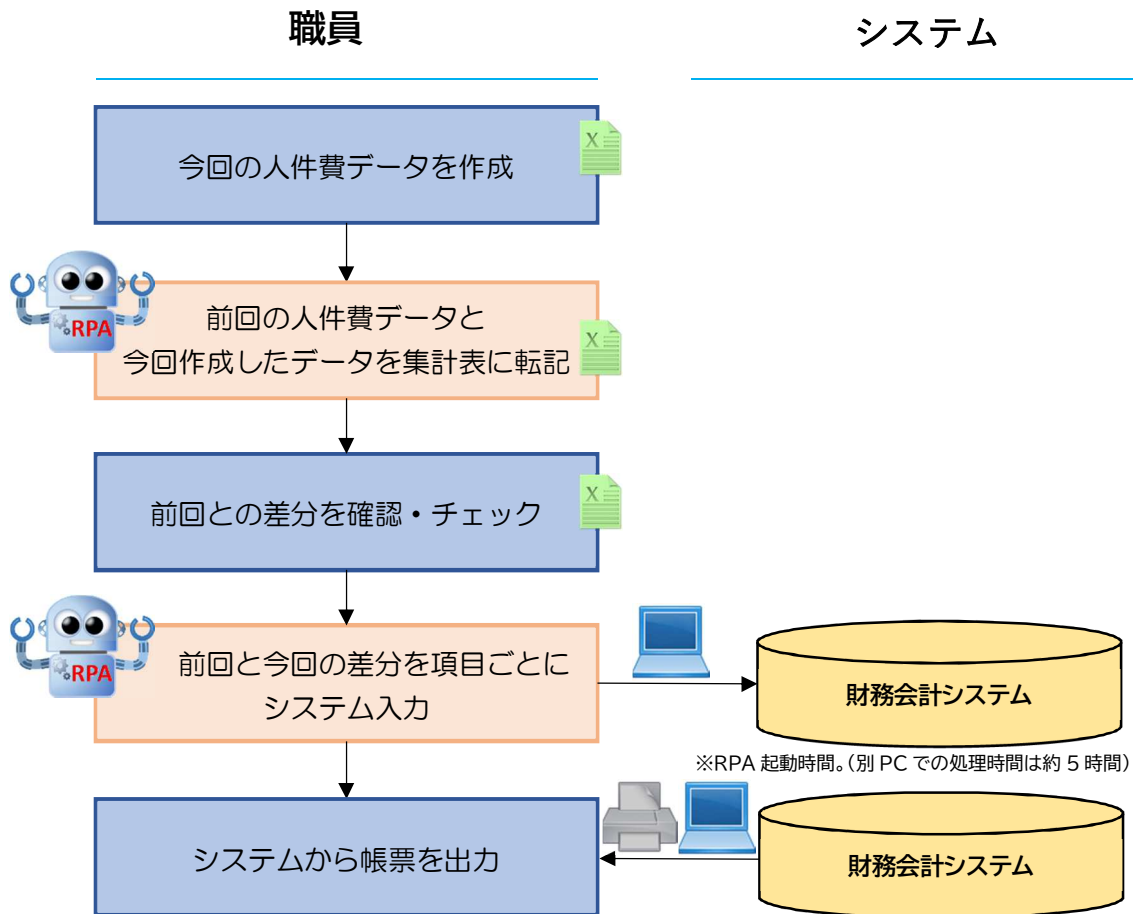 職員
システム
今回の人件費データを作成
RPA
前回の人件費データと
今回作成したデータを集計表に転記
前回との差分を確認・チェック
RPA
前回と今回の差分を項目ごとに
システム入力
財務会計システム
※RPA 起動時間。(別 PC での処理時間は約 5 時間)
システムから帳票を出力
財務会計システム